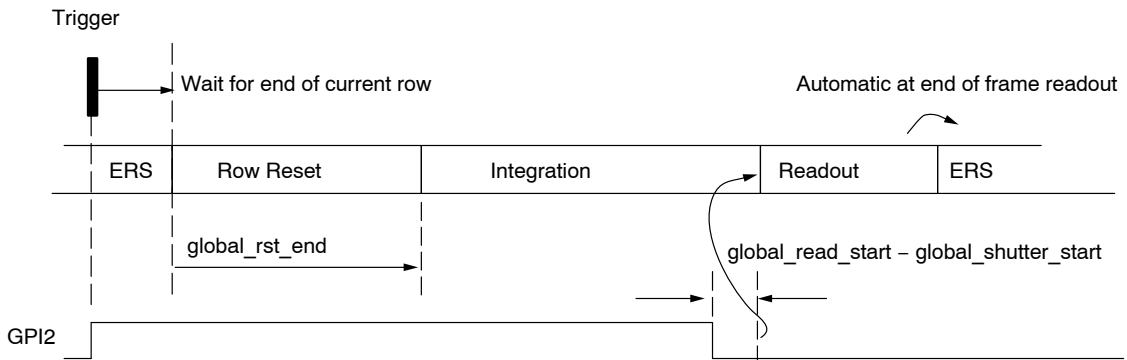 Trigger
Wait for end of current row
Automatic at end of frame readout
ERS
Row Reset
Integration
Readout
ERS
global_rst_end
global_read_start − global_shutter_start
GPI2